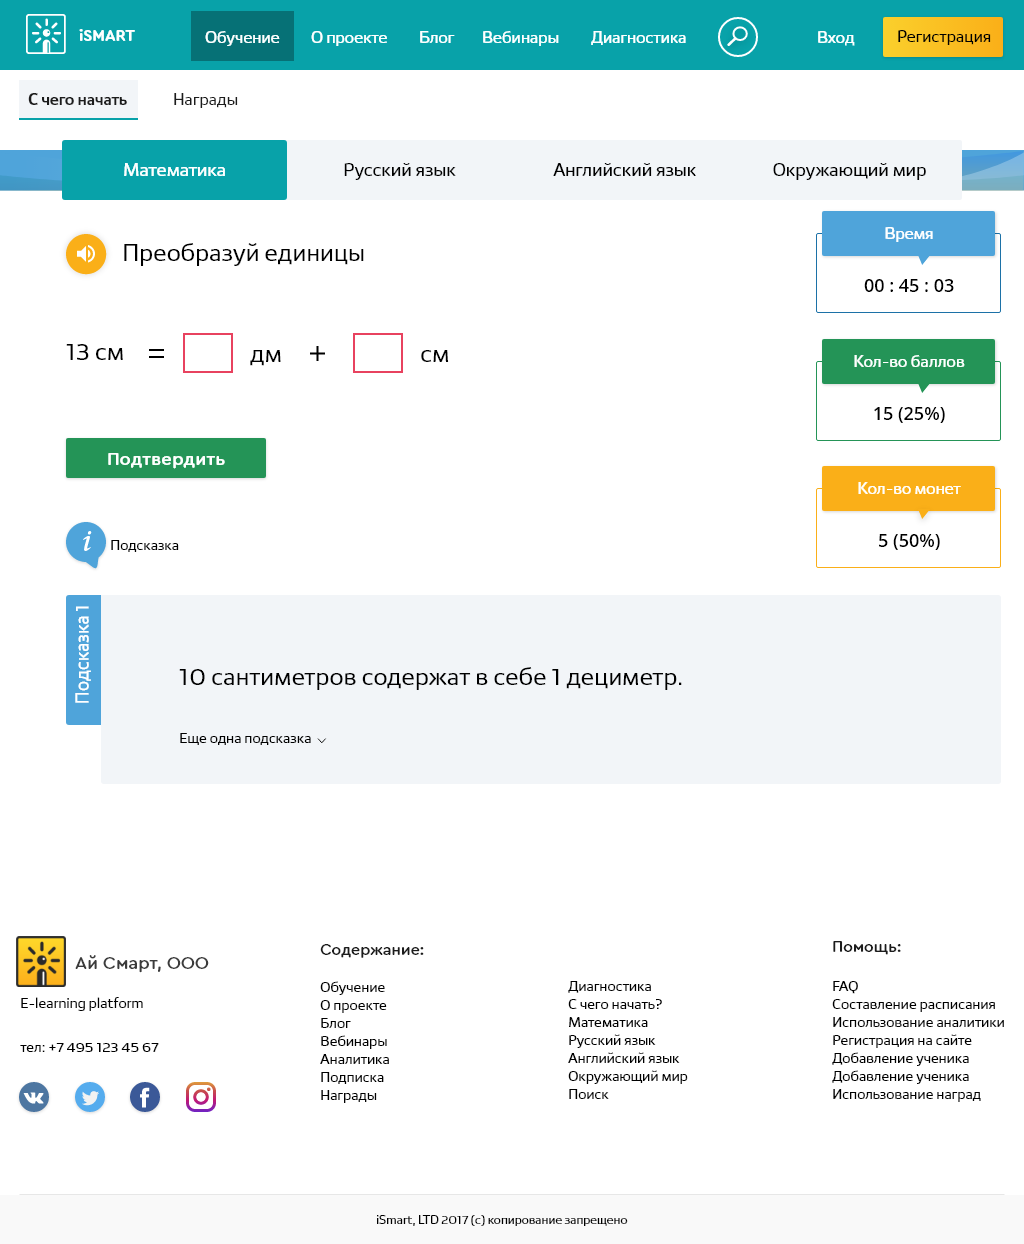 iSMART
Обучение
О проекте
Блог
Вебинары
Диагностика
Вход
Регистрация
С чего начать
Награды
Математика
Русский язык
Английский язык
Окружающий мир
Преобразуй единицы
Время
00 : 45 : 03
13 см = дм + см
Кол-во баллов
15 (25%)
Подтвердить
Кол-во монет
5 (50%)
i Подсказка
Подсказка 1
10 сантиметров содержат в себе 1 дециметр.
Еще одна подсказка
Ай Смарт, ООО
E-learning platform
тел: +7 495 123 45 67
Содержание:
Обучение
О проекте
Блог
Вебинары
Аналитика
Подписка
Награды
Диагностика
С чего начать?
Математика
Русский язык
Английский язык
Окружающий мир
Поиск
Помощь:
FAQ
Составление расписания
Использование аналитики
Регистрация на сайте
Добавление ученика
Добавление ученика
Использование наград
iSmart, LTD 2017 (c) копирование запрещено